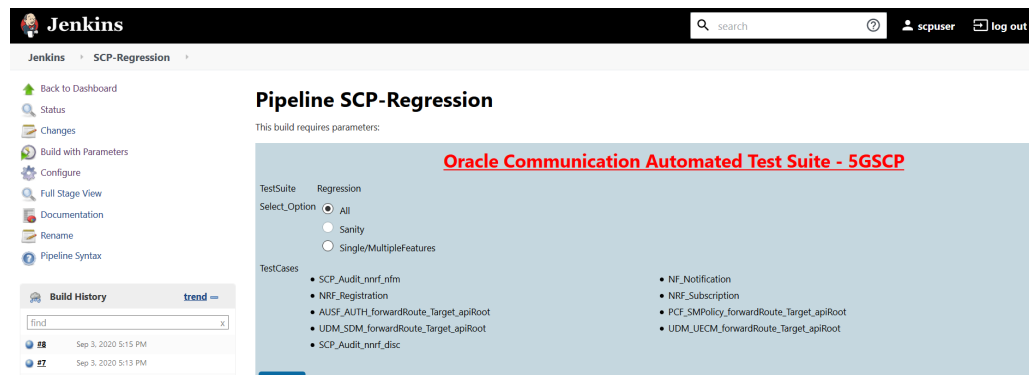 Jenkins
search
scpuser
log out
Jenkins
SCP-Regression
Back to Dashboard
Status
Changes
Build with Parameters
Configure
Full Stage View
Documentation
Rename
Pipeline Syntax
Build History
trend
find
x
#8 Sep 3, 2020 5:15 PM
#7 Sep 3, 2020 5:13 PM
Pipeline SCP-Regression
This build requires parameters:
Oracle Communication Automated Test Suite - 5GSCP
TestSuite Regression
Select_Option All
Sanity
Single/MultipleFeatures
TestCases
SCP_Audit_nnrf_nfm
NRF_Registration
AUSF_AUTH_forwardRoute_Target_apiRoot
UDM_SDM_forwardRoute_Target_apiRoot
SCP_Audit_nnrf_disc
NF_Notification
NRF_Subscription
PCF_SMPolicy_forwardRoute_Target_apiRoot
UDM_UECM_forwardRoute_Target_apiRoot